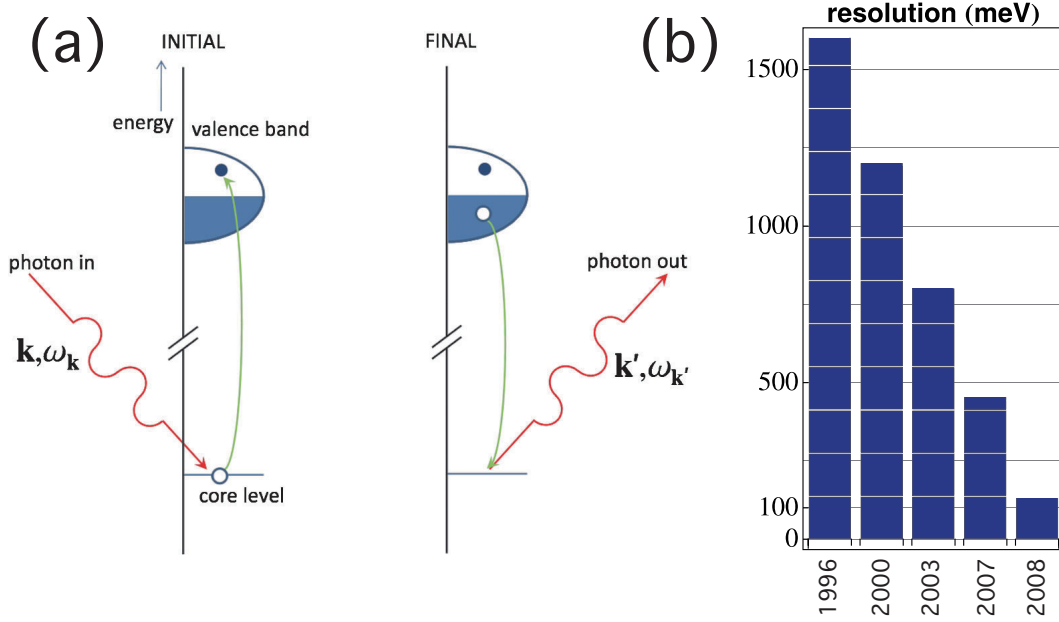 (a)
INITIAL
energy
valence band
photon in
k,ωk
core level
FINAL
photon out
k′,ωk′
(b)
resolution (meV)
1500
1000
500
100
0
1996
2000
2003
2007
2008